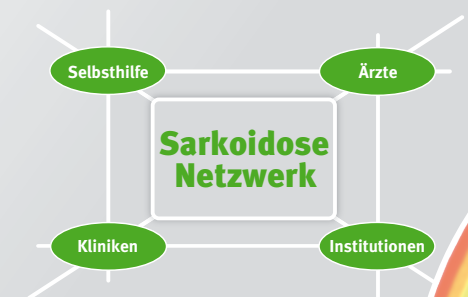 Selbsthilfe
Ärzte
Sarkoidose
Netzwerk
Kliniken
Institutionen